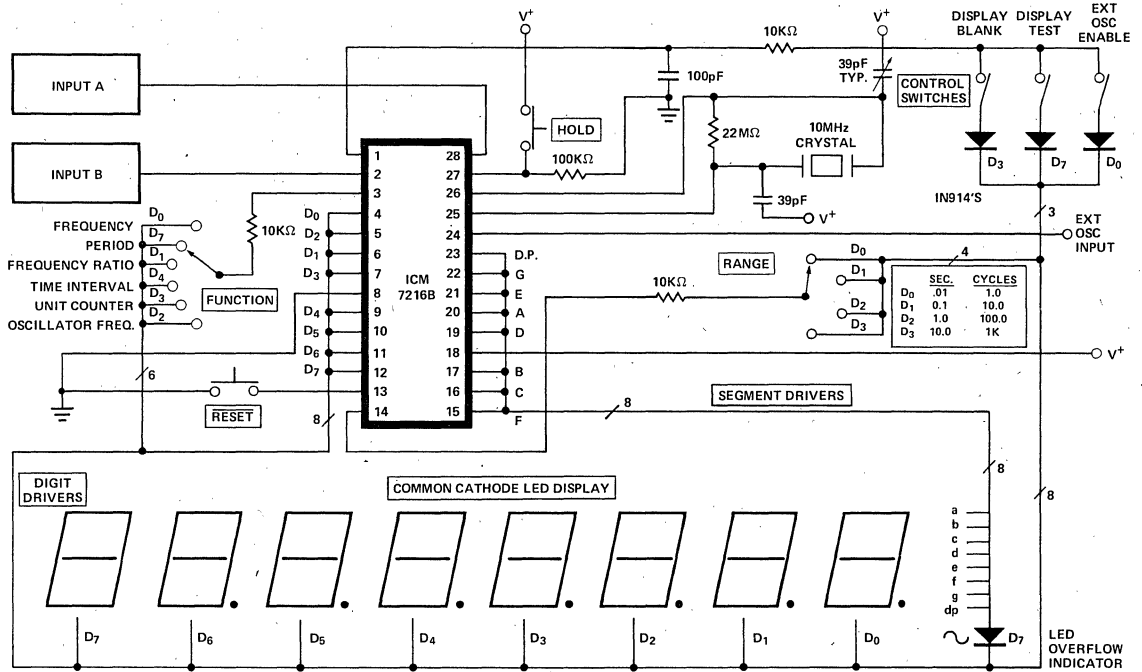 V+
V+
DISPLAY BLANK
DISPLAY TEST
EXT OSC ENABLE
10KΩ
INPUT A
100pF
39pF TYP.
CONTROL SWITCHES
HOLD
22MΩ
10MHz CRYSTAL
INPUT B
100KΩ
39pF
V+
D3
D7
D0
IN914'S
3
EXT OSC INPUT
1
2
3
4
5
6
7
8
9
10
11
12
13
14
28
27
26
25
24
23
22
21
20
19
18
17
16
15
ICM 7216B
D0
D2
D1
D3
D4
D5
D6
D7
8
D.P.
G
E
A
D
B
C
F
FREQUENCY D0
PERIOD D7
FREQUENCY RATIO D1
TIME INTERVAL D4
UNIT COUNTER D3
OSCILLATOR FREQ. D2
10KΩ
FUNCTION
6
RESET
RANGE
10KΩ
D0
D1
D2
D3
4
SEC. CYCLES
D0 .01 1.0
D1 0.1 10.0
D2 1.0 100.0
D3 10.0 1K
V+
SEGMENT DRIVERS
8
8
8
DIGIT DRIVERS
COMMON CATHODE LED DISPLAY
a
b
c
d
e
f
g
dp
D7
D6
D5
D4
D3
D2
D1
D0
D7
LED OVERFLOW INDICATOR